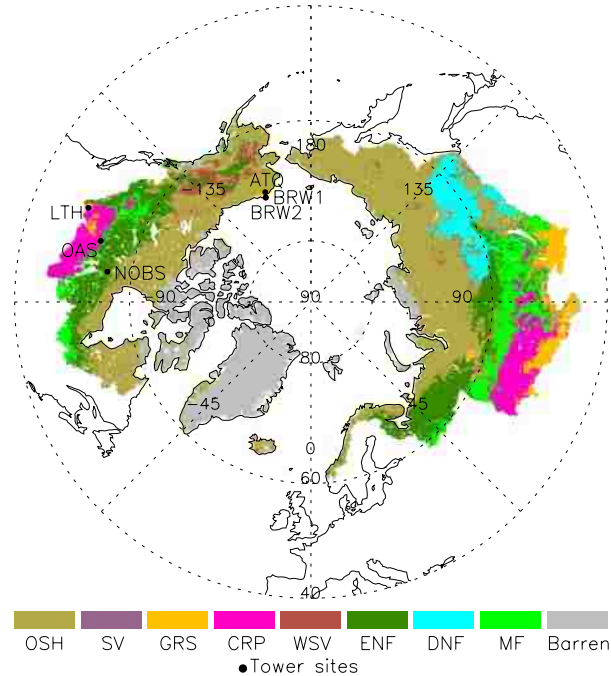 180
-135
135
ATQ
BRW1
BRW2
LTH
OAS
NOBS
-90
90
90
80
-45
45
0
60
40
OSH SV GRS CRP WSV ENF DNF MF Barren
Tower sites